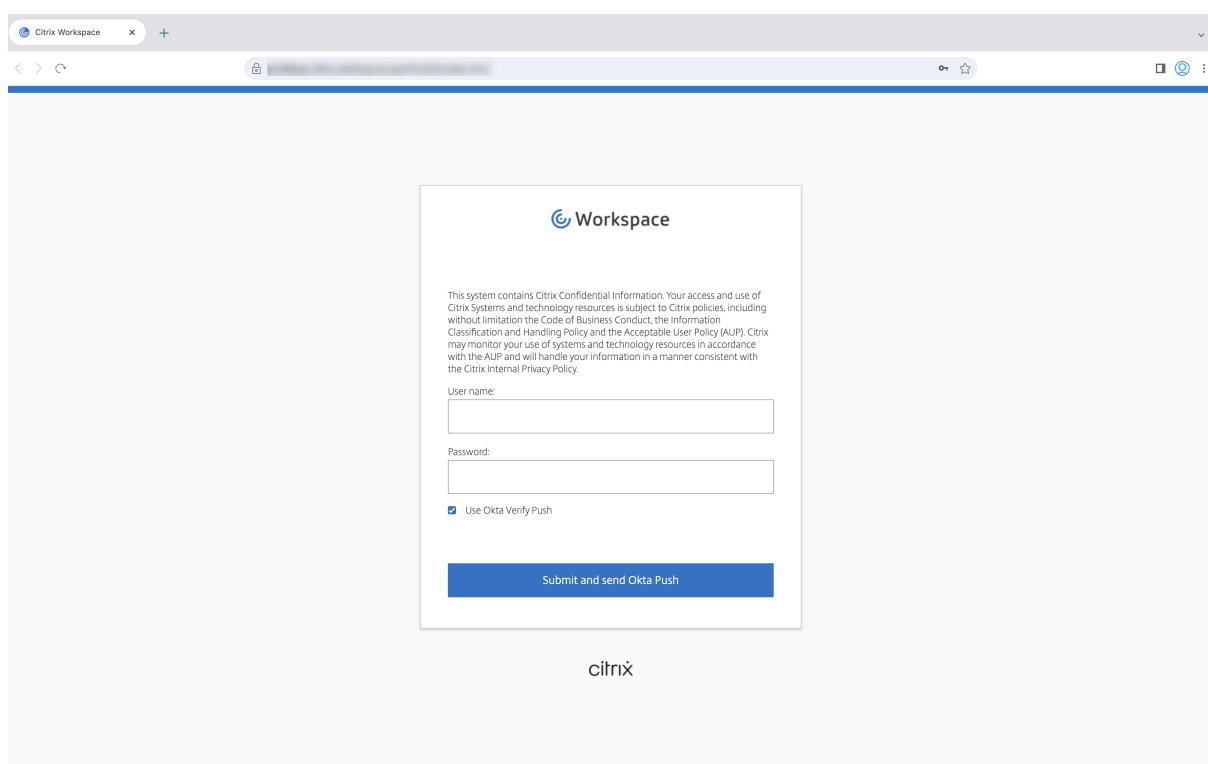 Citrix Workspace
Workspace
This system contains Citrix Confidential Information. Your access and use of
Citrix Systems and technology resources is subject to Citrix policies, including
without limitation the Code of Business Conduct, the Information
Classification and Handling Policy and the Acceptable User Policy (AUP). Citrix
may monitor your use of systems and technology resources in accordance
with the AUP and will handle your information in a manner consistent with
the Citrix Internal Privacy Policy.
User name:
Password:
Use Okta Verify Push
Submit and send Okta Push
citrix